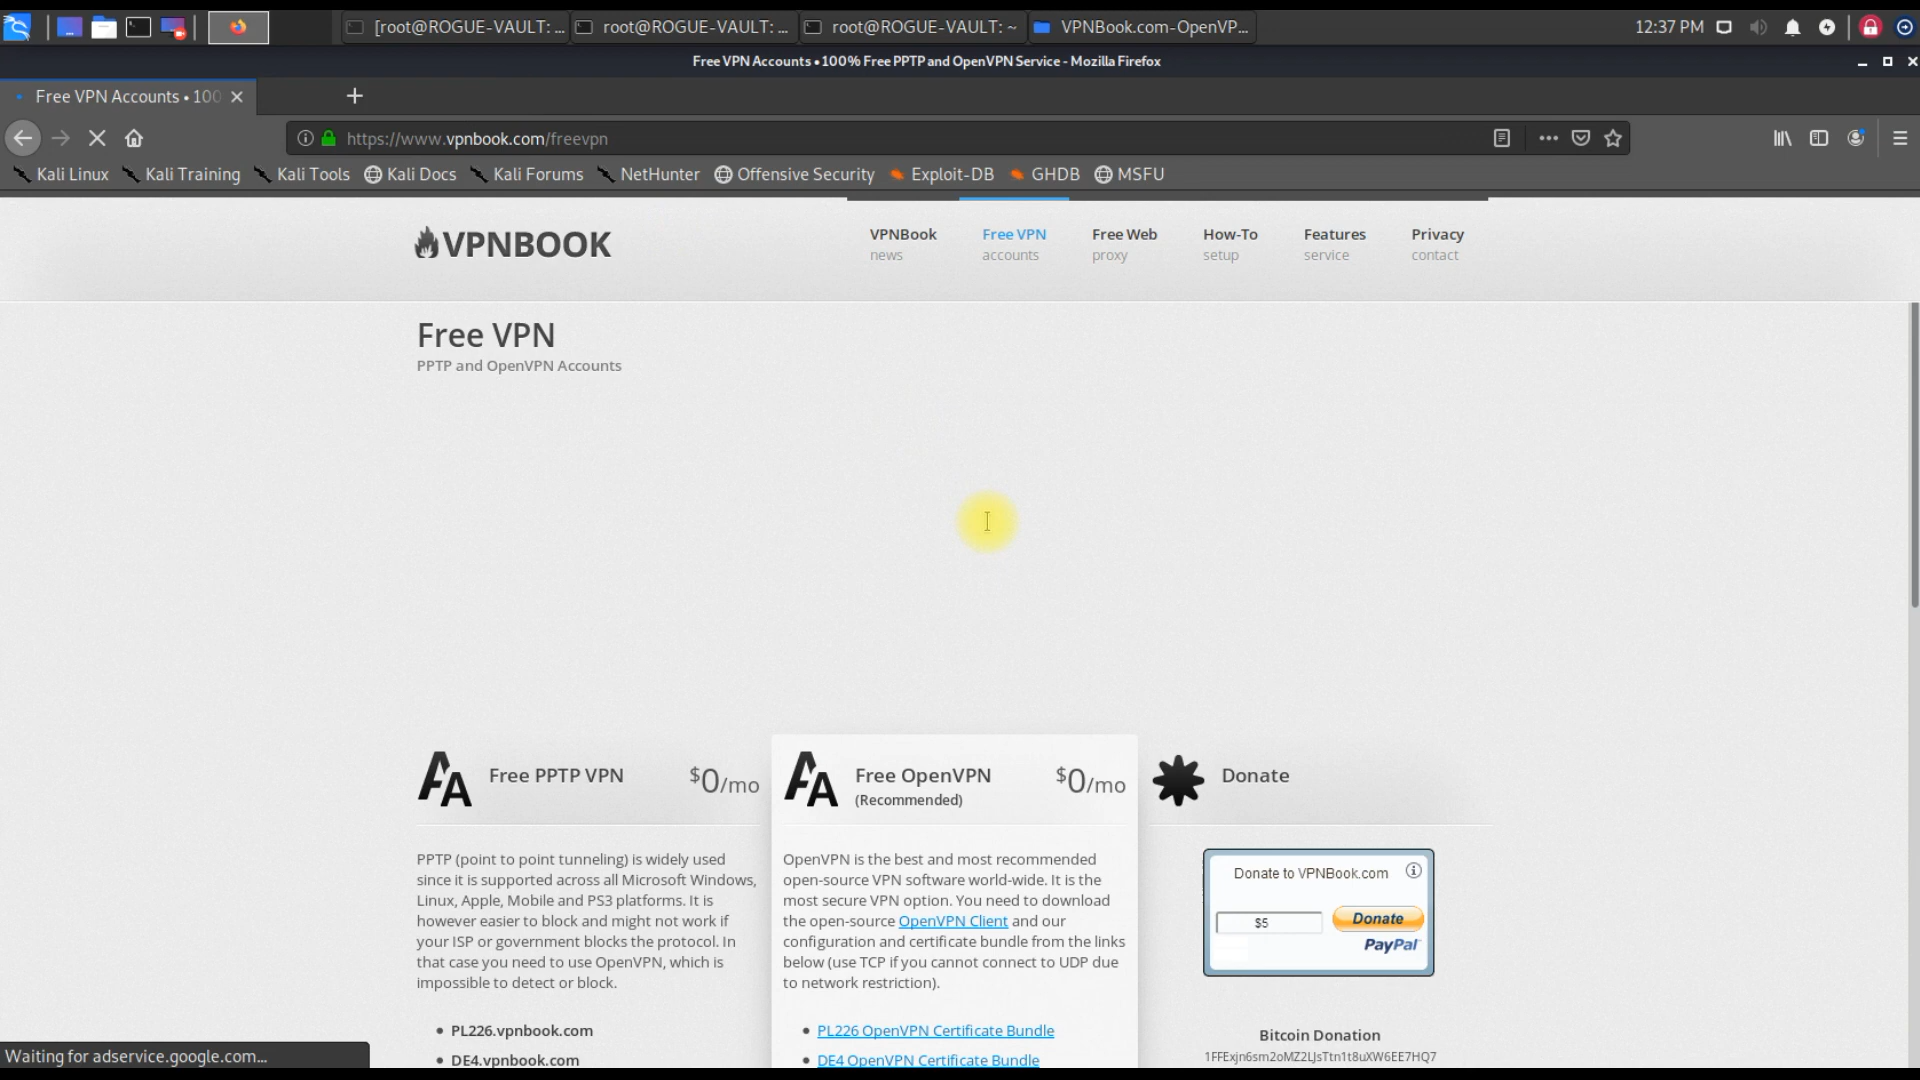 [root@ROGUE-VAULT: ...
root@ROGUE-VAULT: ...
root@ROGUE-VAULT: ~
VPNBook.com-OpenVP...
12:37 PM
Free VPN Accounts • 100% Free PPTP and OpenVPN Service - Mozilla Firefox
Free VPN Accounts • 100
https://www.vpnbook.com/freevpn
Kali Linux
Kali Training
Kali Tools
Kali Docs
Kali Forums
NetHunter
Offensive Security
Exploit-DB
GHDB
MSFU
VPNBOOK
VPNBook
news
Free VPN
accounts
Free Web
proxy
How-To
setup
Features
service
Privacy
contact
Free VPN
PPTP and OpenVPN Accounts
Free PPTP VPN
$0/mo
PPTP (point to point tunneling) is widely used
since it is supported across all Microsoft Windows,
Linux, Apple, Mobile and PS3 platforms. It is
however easier to block and might not work if
your ISP or government blocks the protocol. In
that case you need to use OpenVPN, which is
impossible to detect or block.
• PL226.vpnbook.com
• DE4.vpnbook.com
Free OpenVPN
(Recommended)
$0/mo
OpenVPN is the best and most recommended
open-source VPN software world-wide. It is the
most secure VPN option. You need to download
the open-source OpenVPN Client and our
configuration and certificate bundle from the links
below (use TCP if you cannot connect to UDP due
to network restriction).
• PL226 OpenVPN Certificate Bundle
• DE4 OpenVPN Certificate Bundle
Donate
Donate to VPNBook.com
$5
Donate
PayPal
Bitcoin Donation
1FFExjn6sm2oMZ2LJsTtn1t8uXW6EE7HQ7
Waiting for adservice.google.com...